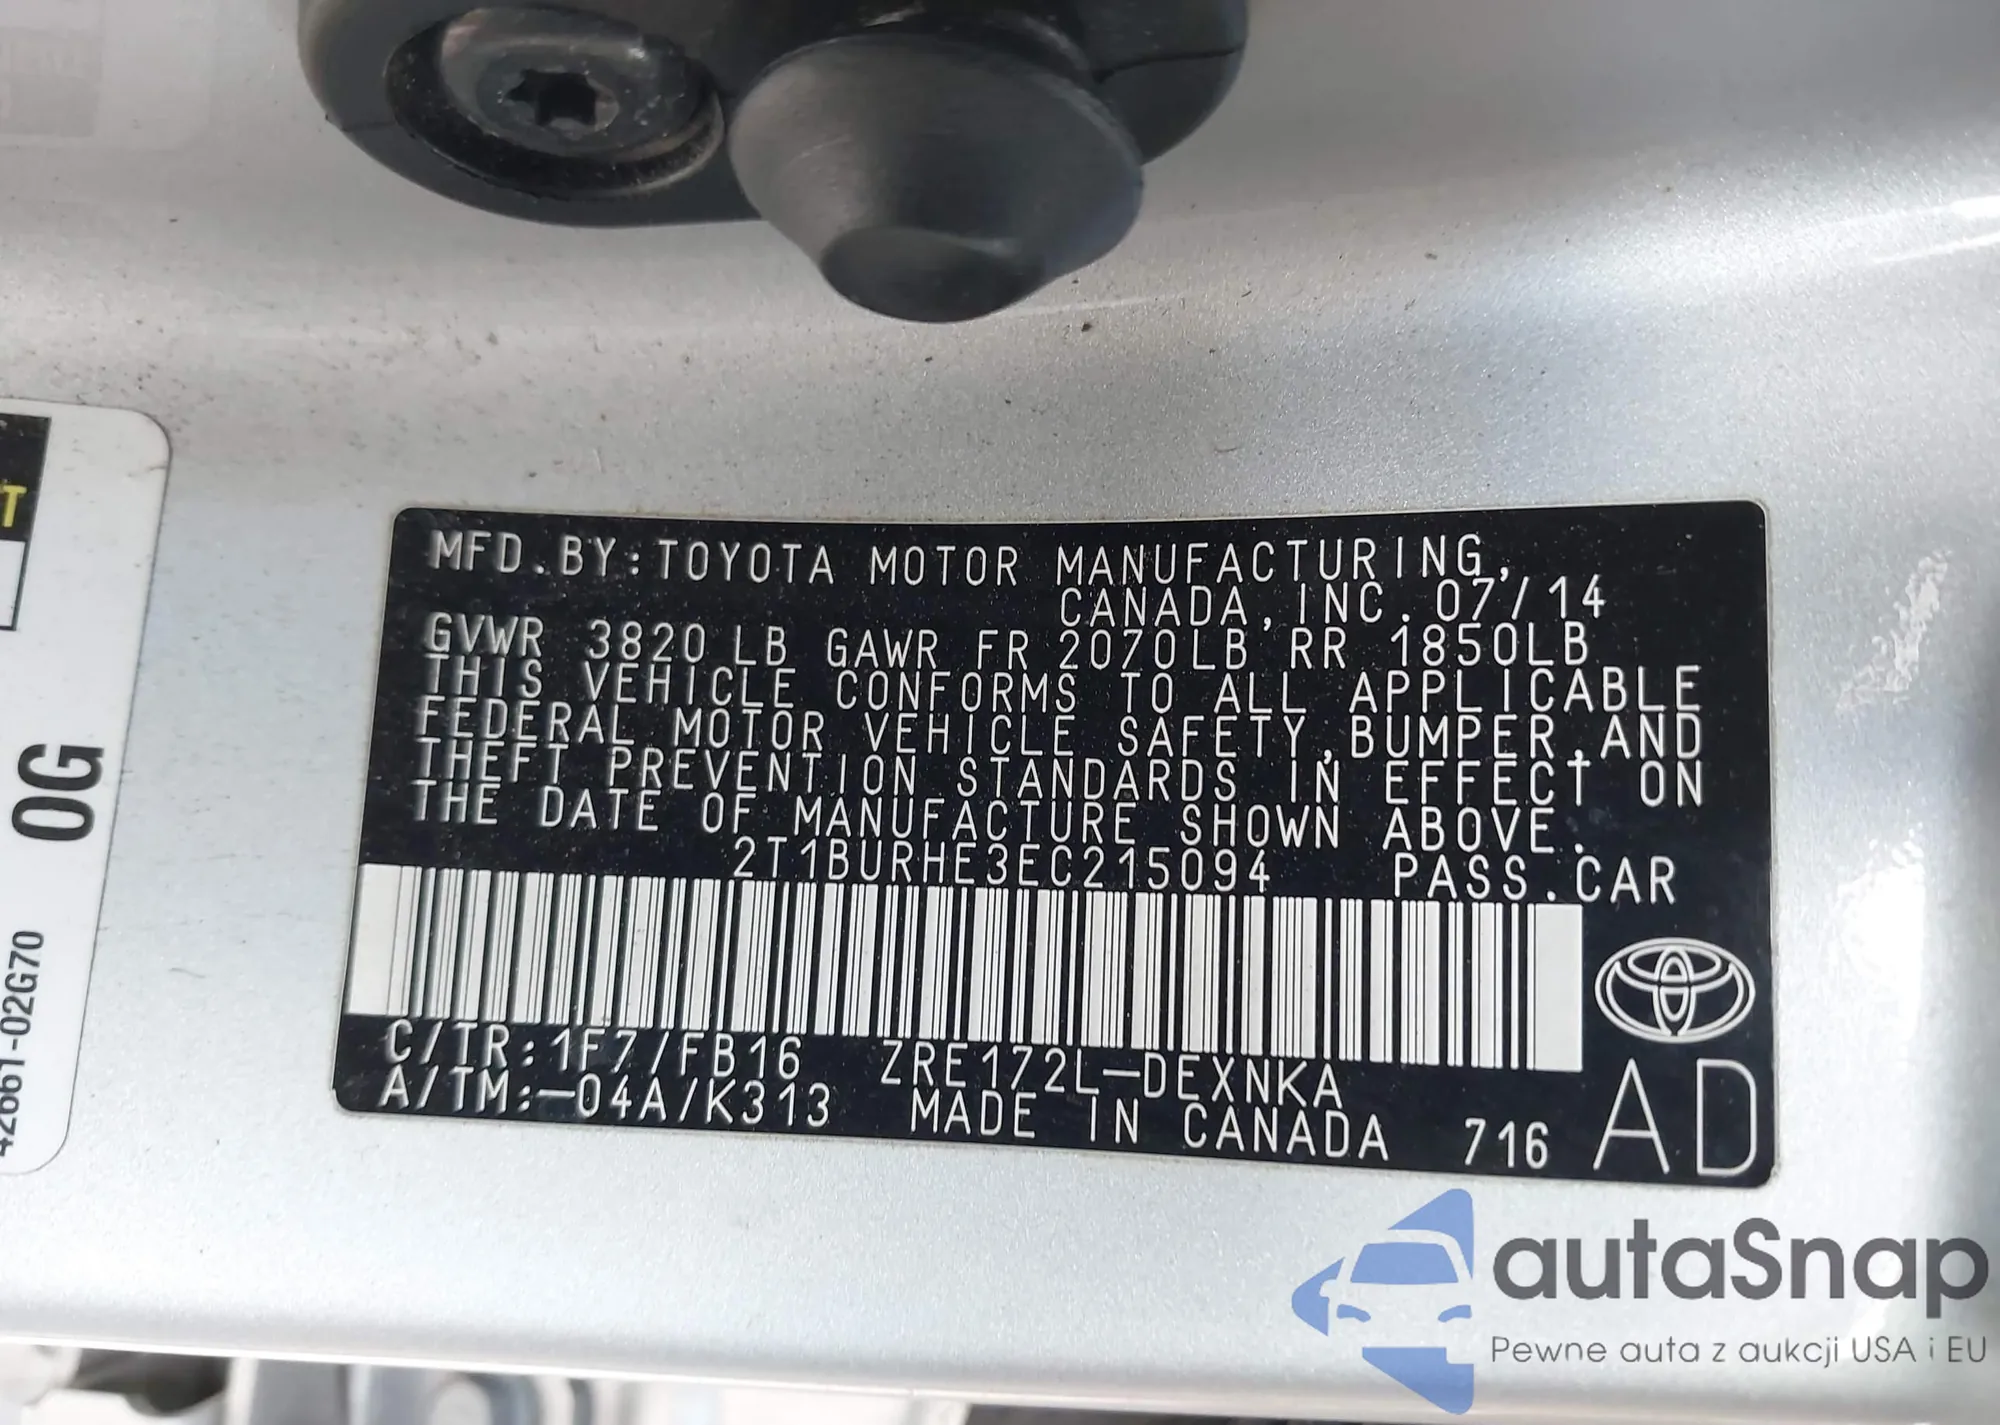 MFD.BY:TOYOTA MOTOR MANUFACTURING,
CANADA,INC.07/14
GVWR 3820LB GAWR FR 2070LB RR 1850LB
THIS VEHICLE CONFORMS TO ALL APPLICABLE
FEDERAL MOTOR VEHICLE SAFETY,BUMPER,AND
THEFT PREVENTION STANDARDS IN EFFECT ON
THE DATE OF MANUFACTURE SHOWN ABOVE.
2T1BURHE3EC215094 PASS.CAR
C/TR:1F7/FB16 ZRE172L-DEXNKA
A/TM:-04A/K313 MADE IN CANADA 716
AD
T
0G
42661-02G70
autaSnap
Pewne auta z aukcji USA i EU